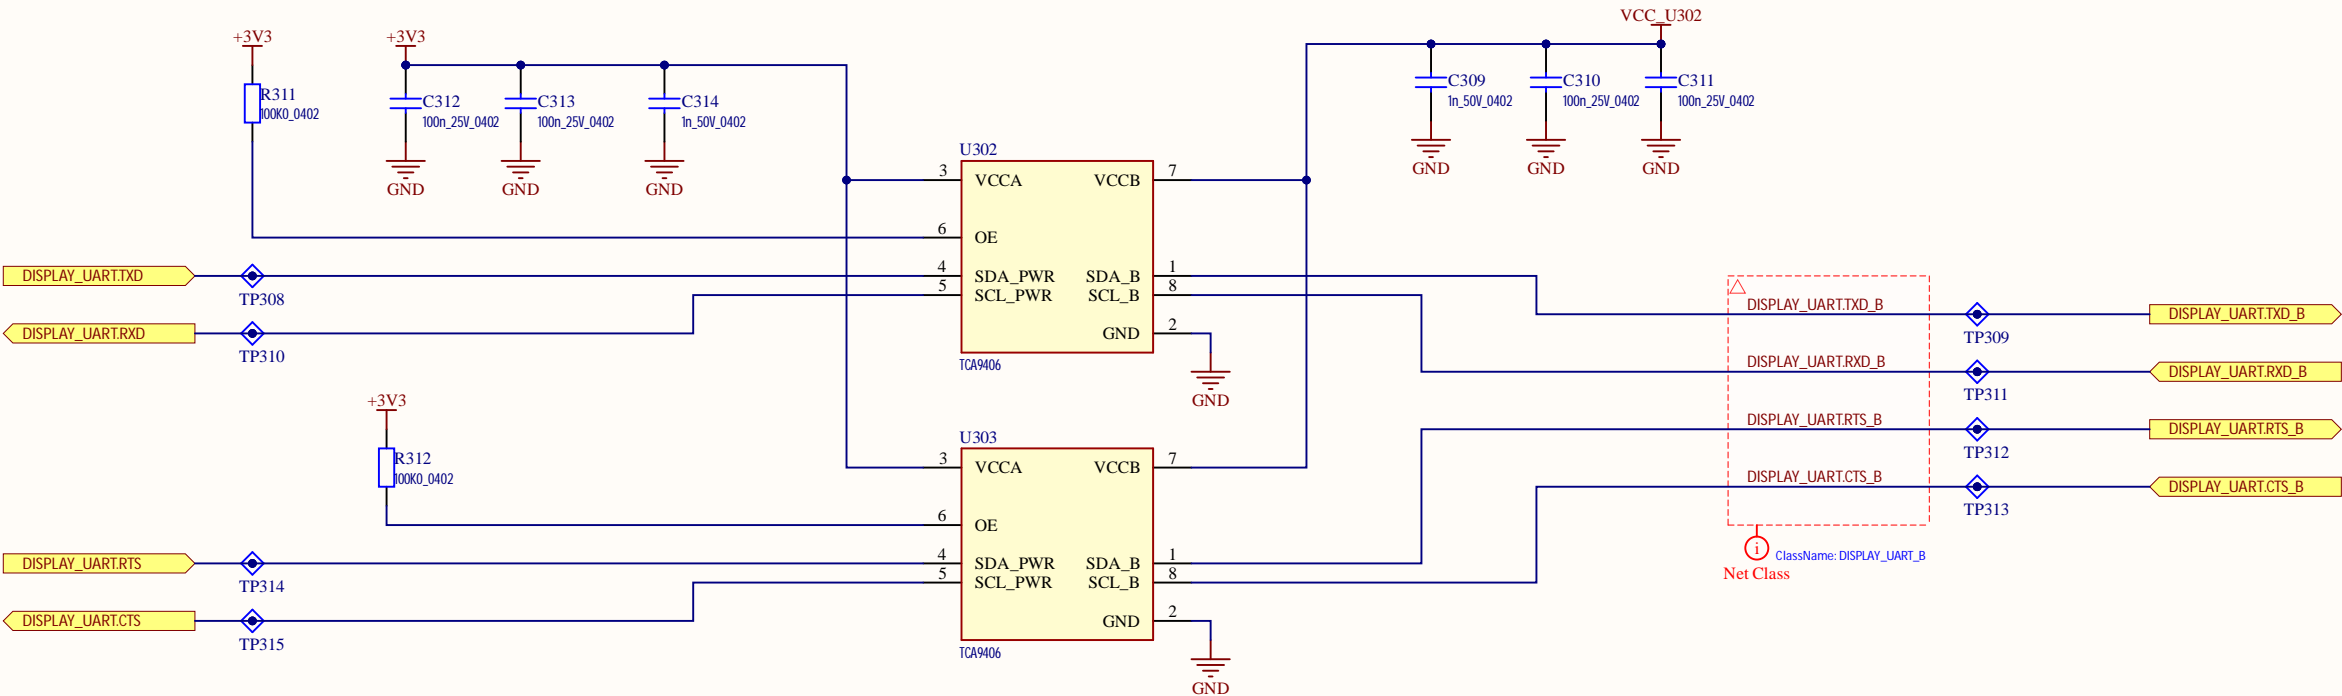 VCC_U302
+3V3
+3V3
R311
100K0_0402
C312
100n_25V_0402
C313
100n_25V_0402
C314
1n_50V_0402
C309
1n_50V_0402
C310
100n_25V_0402
C311
100n_25V_0402
GND
GND
GND
GND
GND
GND
U302
3
VCCA
VCCB
7
6
OE
4
SDA_PWR
SDA_B
1
5
SCL_PWR
SCL_B
8
GND
2
TCA9406
GND
DISPLAY_UART.TXD
TP308
DISPLAY_UART.RXD
TP310
DISPLAY_UART.TXD_B
TP309
DISPLAY_UART.TXD_B
DISPLAY_UART.RXD_B
TP311
DISPLAY_UART.RXD_B
DISPLAY_UART.RTS_B
TP312
DISPLAY_UART.RTS_B
DISPLAY_UART.CTS_B
TP313
DISPLAY_UART.CTS_B
i
ClassName: DISPLAY_UART_B
Net Class
+3V3
R312
100K0_0402
U303
3
VCCA
VCCB
7
6
OE
4
SDA_PWR
SDA_B
1
5
SCL_PWR
SCL_B
8
GND
2
TCA9406
GND
DISPLAY_UART.RTS
TP314
DISPLAY_UART.CTS
TP315